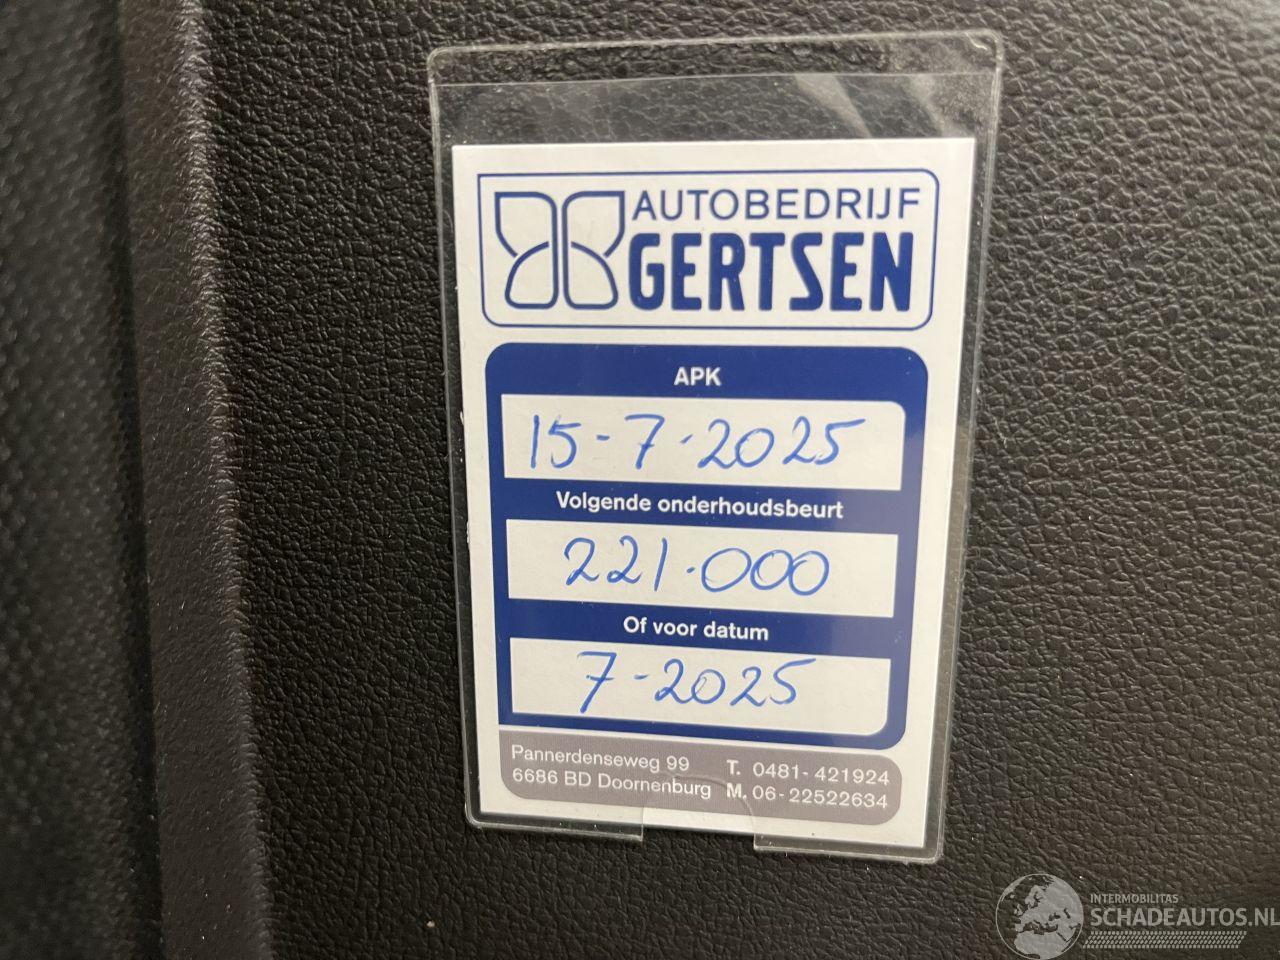 AUTOBEDRIJF
GERTSEN
APK
15-7-2025
Volgende onderhoudsbeurt
221.000
Of voor datum
7-2025
Pannerdenseweg 99
6686 BD Doornenburg
T. 0481-421924
M. 06-22522634
INTERMOBILITAS
SCHADEAUTOS.NL